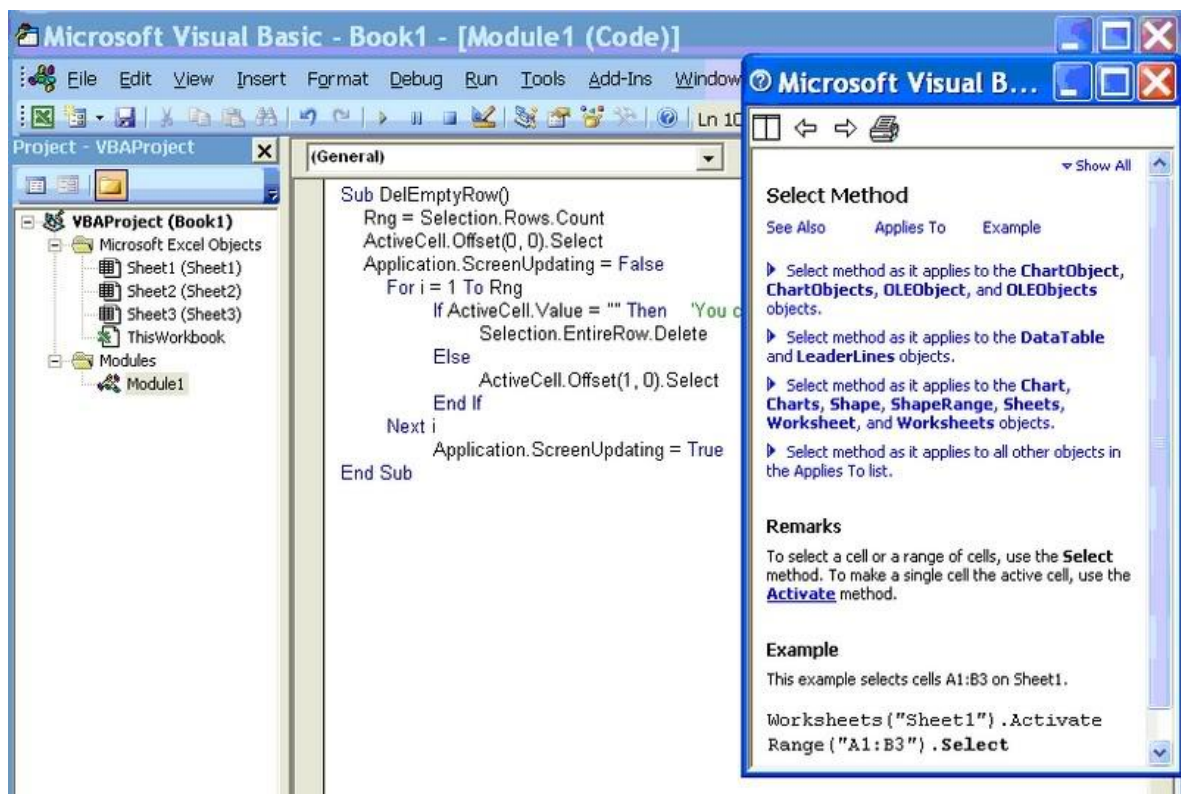 Microsoft Visual Basic - Book1 - [Module1 (Code)]
File Edit View Insert Format Debug Run Tools Add-Ins Window
Ln 10
Project - VBAProject
VBAProject (Book1)
Microsoft Excel Objects
Sheet1 (Sheet1)
Sheet2 (Sheet2)
Sheet3 (Sheet3)
ThisWorkbook
Modules
Module1
(General)
Sub DelEmptyRow()
Rng = Selection.Rows.Count
ActiveCell.Offset(0, 0).Select
Application.ScreenUpdating = False
For i = 1 To Rng
If ActiveCell.Value = "" Then 'You c
Selection.EntireRow.Delete
Else
ActiveCell.Offset(1, 0).Select
End If
Next i
Application.ScreenUpdating = True
End Sub
Microsoft Visual B...
Show All
Select Method
See Also Applies To Example
Select method as it applies to the ChartObject,
ChartObjects, OLEObject, and OLEObjects
objects.
Select method as it applies to the DataTable
and LeaderLines objects.
Select method as it applies to the Chart,
Charts, Shape, ShapeRange, Sheets,
Worksheet, and Worksheets objects.
Select method as it applies to all other objects in
the Applies To list.
Remarks
To select a cell or a range of cells, use the Select
method. To make a single cell the active cell, use the
Activate method.
Example
This example selects cells A1:B3 on Sheet1.
Worksheets("Sheet1").Activate
Range("A1:B3").Select